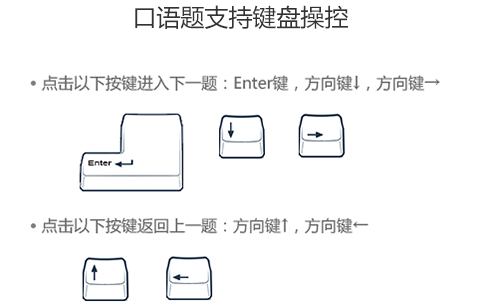 口语题支持键盘操控
• 点击以下按键进入下一题：Enter键，方向键↓，方向键→
Enter
• 点击以下按键返回上一题：方向键↑，方向键←